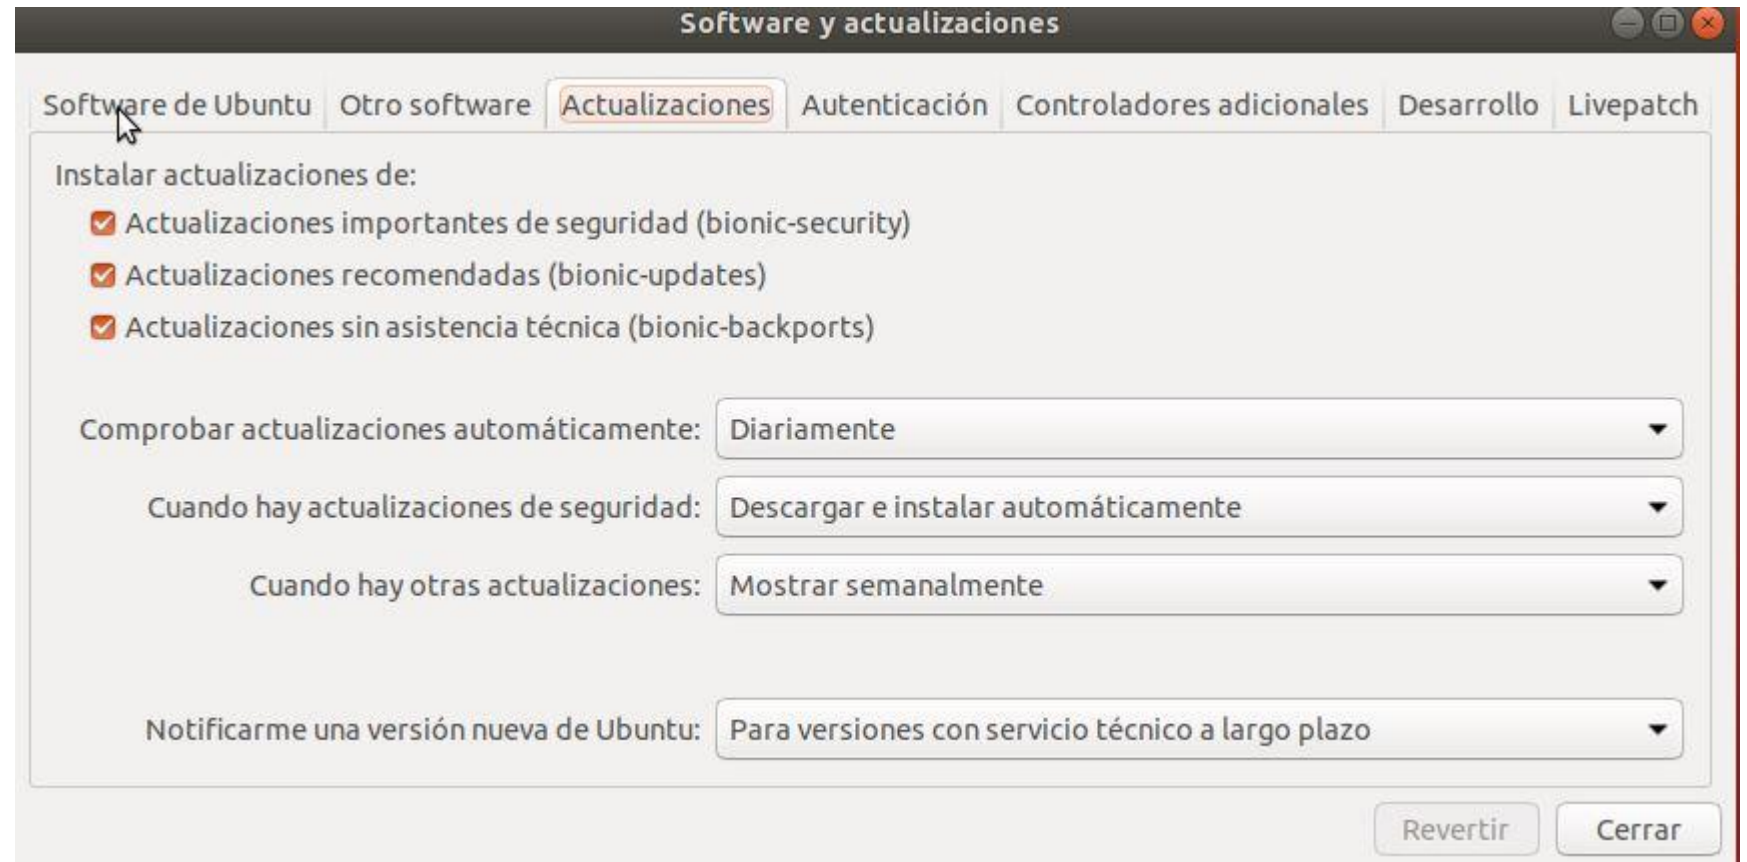 Software y actualizaciones
Software de Ubuntu Otro software Actualizaciones Autenticación Controladores adicionales Desarrollo Livepatch
Instalar actualizaciones de:
Actualizaciones importantes de seguridad (bionic-security)
Actualizaciones recomendadas (bionic-updates)
Actualizaciones sin asistencia técnica (bionic-backports)
Comprobar actualizaciones automáticamente: Diariamente
Cuando hay actualizaciones de seguridad: Descargar e instalar automáticamente
Cuando hay otras actualizaciones: Mostrar semanalmente
Notificarme una versión nueva de Ubuntu: Para versiones con servicio técnico a largo plazo
Revertir Cerrar